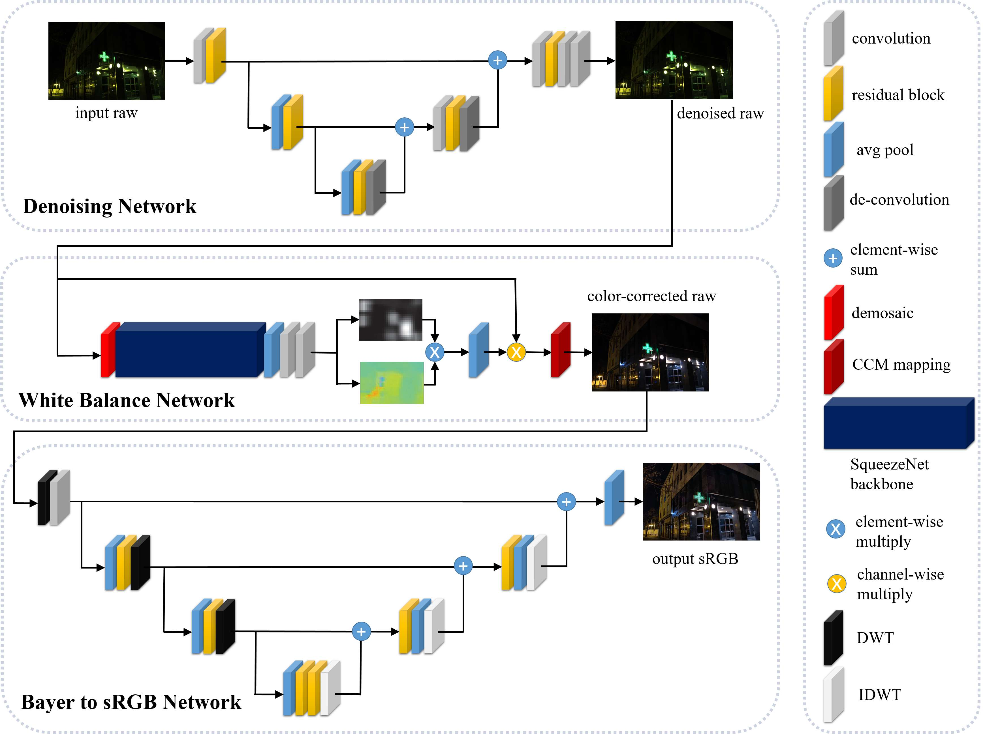 input raw
denoised raw
Denoising Network
color-corrected raw
White Balance Network
output sRGB
Bayer to sRGB Network
convolution
residual block
avg pool
de-convolution
element-wise
sum
demosaic
CCM mapping
SqueezeNet
backbone
element-wise
multiply
channel-wise
multiply
DWT
IDWT